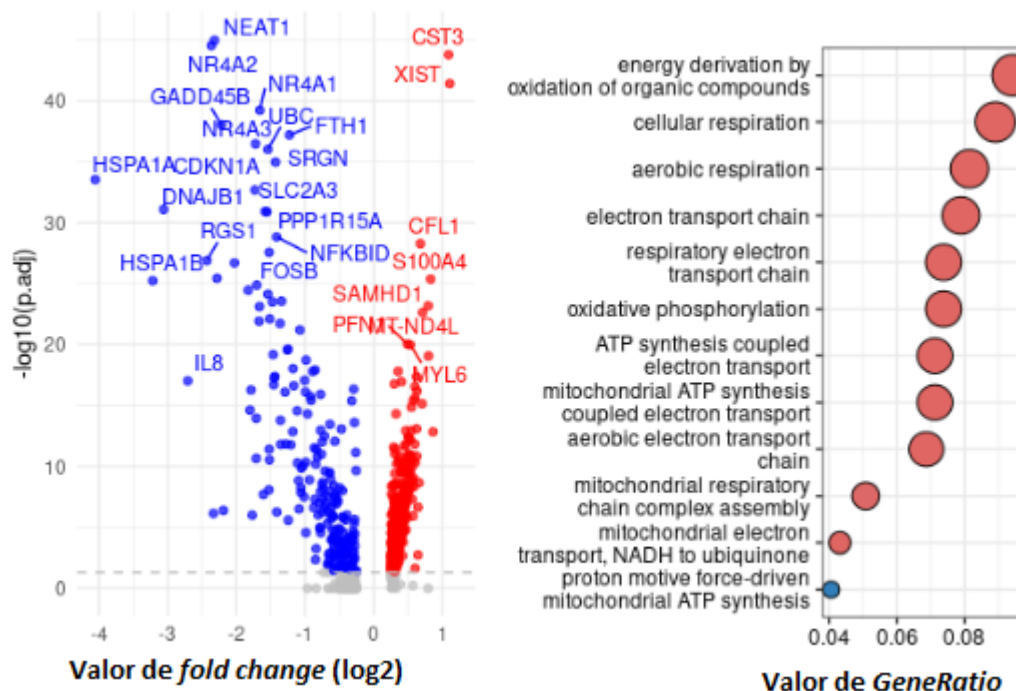 NEAT1
CST3
NR4A2
XIST
NR4A1
GADD45B
UBC
NR4A3
FTH1
HSPA1A
CDKN1A
SRGN
DNAJB1
SLC2A3
PPP1R15A
RGS1
CFL1
NFKBID
HSPA1B
FOSB
S100A4
SAMHD1
MT-ND4L
IL8
MYL6
40
30
20
10
0
-log10(p.adj)
-4 -3 -2 -1 0 1
Valor de fold change (log2)
energy derivation by
oxidation of organic compounds
cellular respiration
aerobic respiration
electron transport chain
respiratory electron
transport chain
oxidative phosphorylation
ATP synthesis coupled
electron transport
mitochondrial ATP synthesis
coupled electron transport
aerobic electron transport
chain
mitochondrial respiratory
chain complex assembly
mitochondrial electron
transport, NADH to ubiquinone
proton motive force-driven
mitochondrial ATP synthesis
0.04 0.06 0.08
Valor de GeneRatio